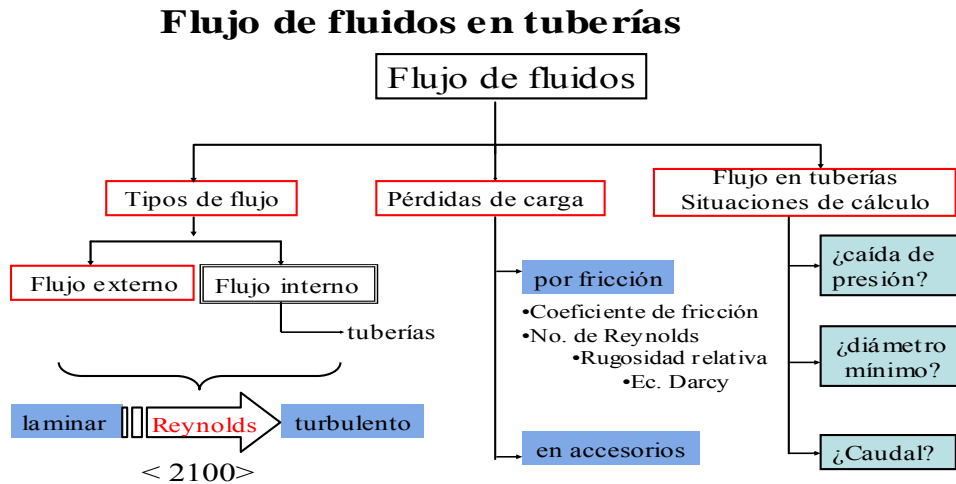 Flujo de fluidos en tuberías
Flujo de fluidos
Tipos de flujo
Flujo externo
Flujo interno
tuberías
laminar
Reynolds
turbulento
< 2100>
Pérdidas de carga
por fricción
•Coeficiente de fricción
•No. de Reynolds
•Rugosidad relativa
•Ec. Darcy
en accesorios
Flujo en tuberías
Situaciones de cálculo
¿caída de
presión?
¿diámetro
mínimo?
¿Caudal?